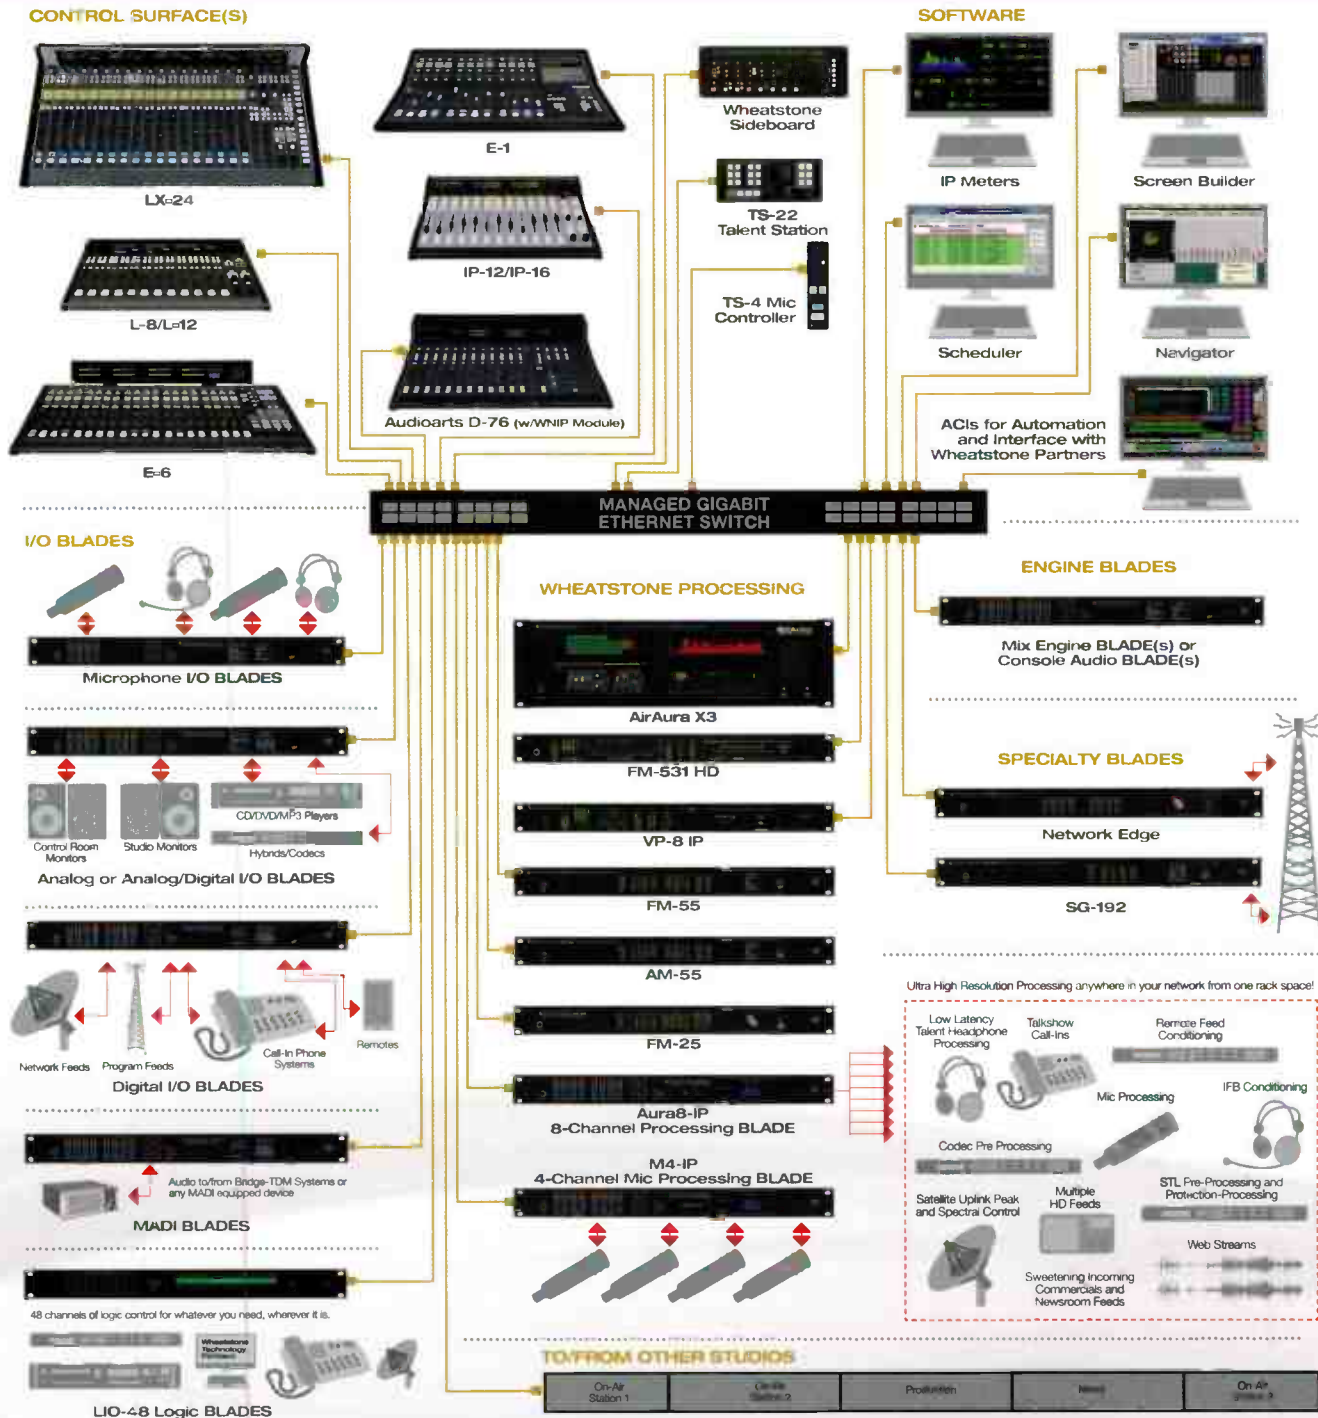 CONTROL SURFACE(S)
LX-24
L-8/L-12
E-6
E-1
IP-12/IP-16
Audioarts D-76 (w/WNIP Module)
Wheatstone
Sideboard
TS-22
Talent Station
TS-4 Mic
Controller
SOFTWARE
IP Meters
Screen Builder
Scheduler
Navigator
ACIs for Automation
and Interface with
Wheatstone Partners
MANAGED GIGABIT
ETHERNET SWITCH
I/O BLADES
Microphone I/O BLADES
Control Room
Monitors
Studio Monitors
CD/DVD/MP3 Players
Hybrids/Codecs
Analog or Analog/Digital I/O BLADES
Network Feeds
Program Feeds
Call-In Phone
Systems
Remotes
Digital I/O BLADES
Audio to/from Bridge-TDM Systems or
any MADI equipped device
MADI BLADES
48 channels of logic control for whatever you need, wherever it is.
Wheatstone
Technology
LIO-48 Logic BLADES
WHEATSTONE PROCESSING
AirAura X3
FM-531 HD
VP-8 IP
FM-55
AM-55
FM-25
Aura8-IP
8-Channel Processing BLADE
M4-IP
4-Channel Mic Processing BLADE
ENGINE BLADES
Mix Engine BLADE(s) or
Console Audio BLADE(s)
SPECIALTY BLADES
Network Edge
SG-192
Ultra High Resolution Processing anywhere in your network from one rack space!
Low Latency
Talent Headphone
Processing
Talkshow
Call-Ins
Remote Feed
Conditioning
Mic Processing
IFB Conditioning
Codec Pre Processing
Satellite Uplink Peak
and Spectral Control
Multiple
HD Feeds
STL Pre-Processing and
Protection-Processing
Web Streams
Sweetening Incoming
Commercials and
Newsroom Feeds
TO/FROM OTHER STUDIOS
On-Air
Station 1
On-Air
Station 2
Production
News
On-Air